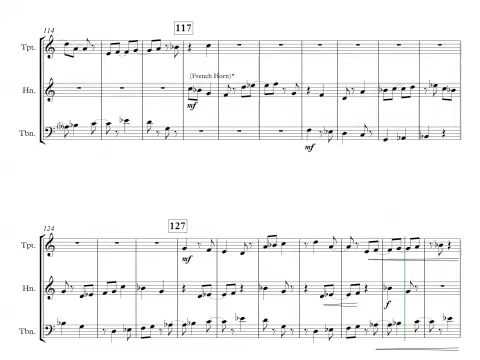 114
117
Tpt.
(French Horn)*
Hn.
mf
Tbn.
mf
124
127
Tpt.
mf
Hn.
f
Tbn.